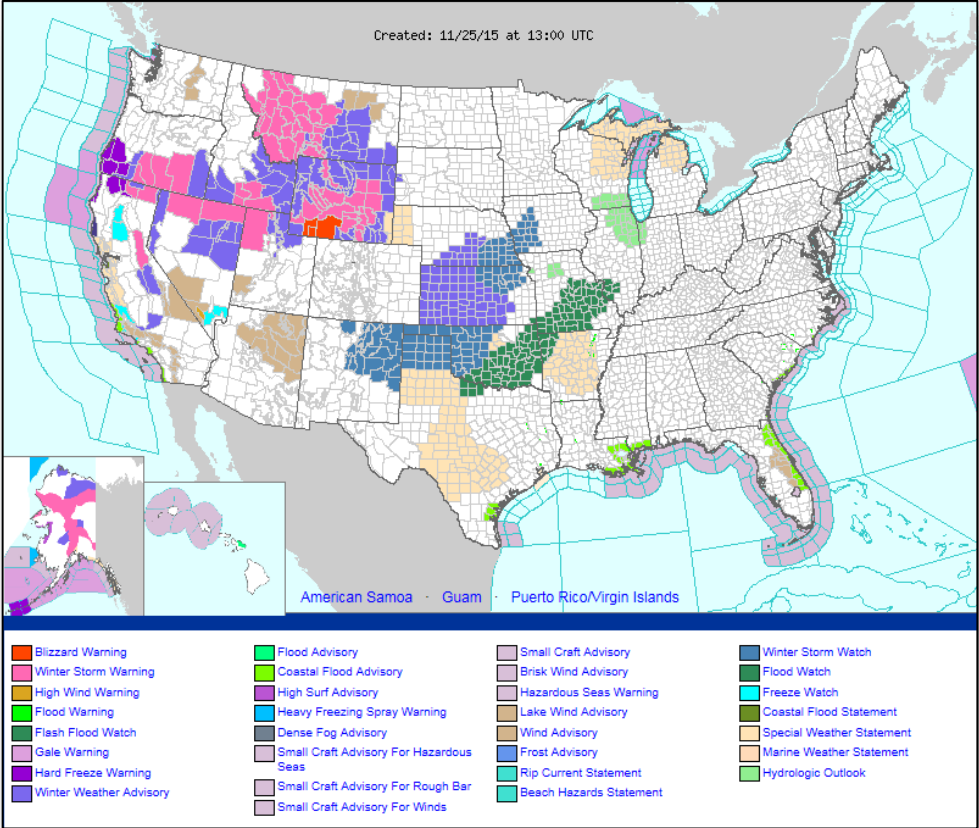 Created: 11/25/15 at 13:00 UTC
American Samoa · Guam · Puerto Rico/Virgin Islands
Blizzard Warning
Winter Storm Warning
High Wind Warning
Flood Warning
Flash Flood Watch
Gale Warning
Hard Freeze Warning
Winter Weather Advisory
Flood Advisory
Coastal Flood Advisory
High Surf Advisory
Heavy Freezing Spray Warning
Dense Fog Advisory
Small Craft Advisory For Hazardous
Seas
Small Craft Advisory For Rough Bar
Small Craft Advisory For Winds
Small Craft Advisory
Brisk Wind Advisory
Hazardous Seas Warning
Lake Wind Advisory
Wind Advisory
Frost Advisory
Rip Current Statement
Beach Hazards Statement
Winter Storm Watch
Flood Watch
Freeze Watch
Coastal Flood Statement
Special Weather Statement
Marine Weather Statement
Hydrologic Outlook